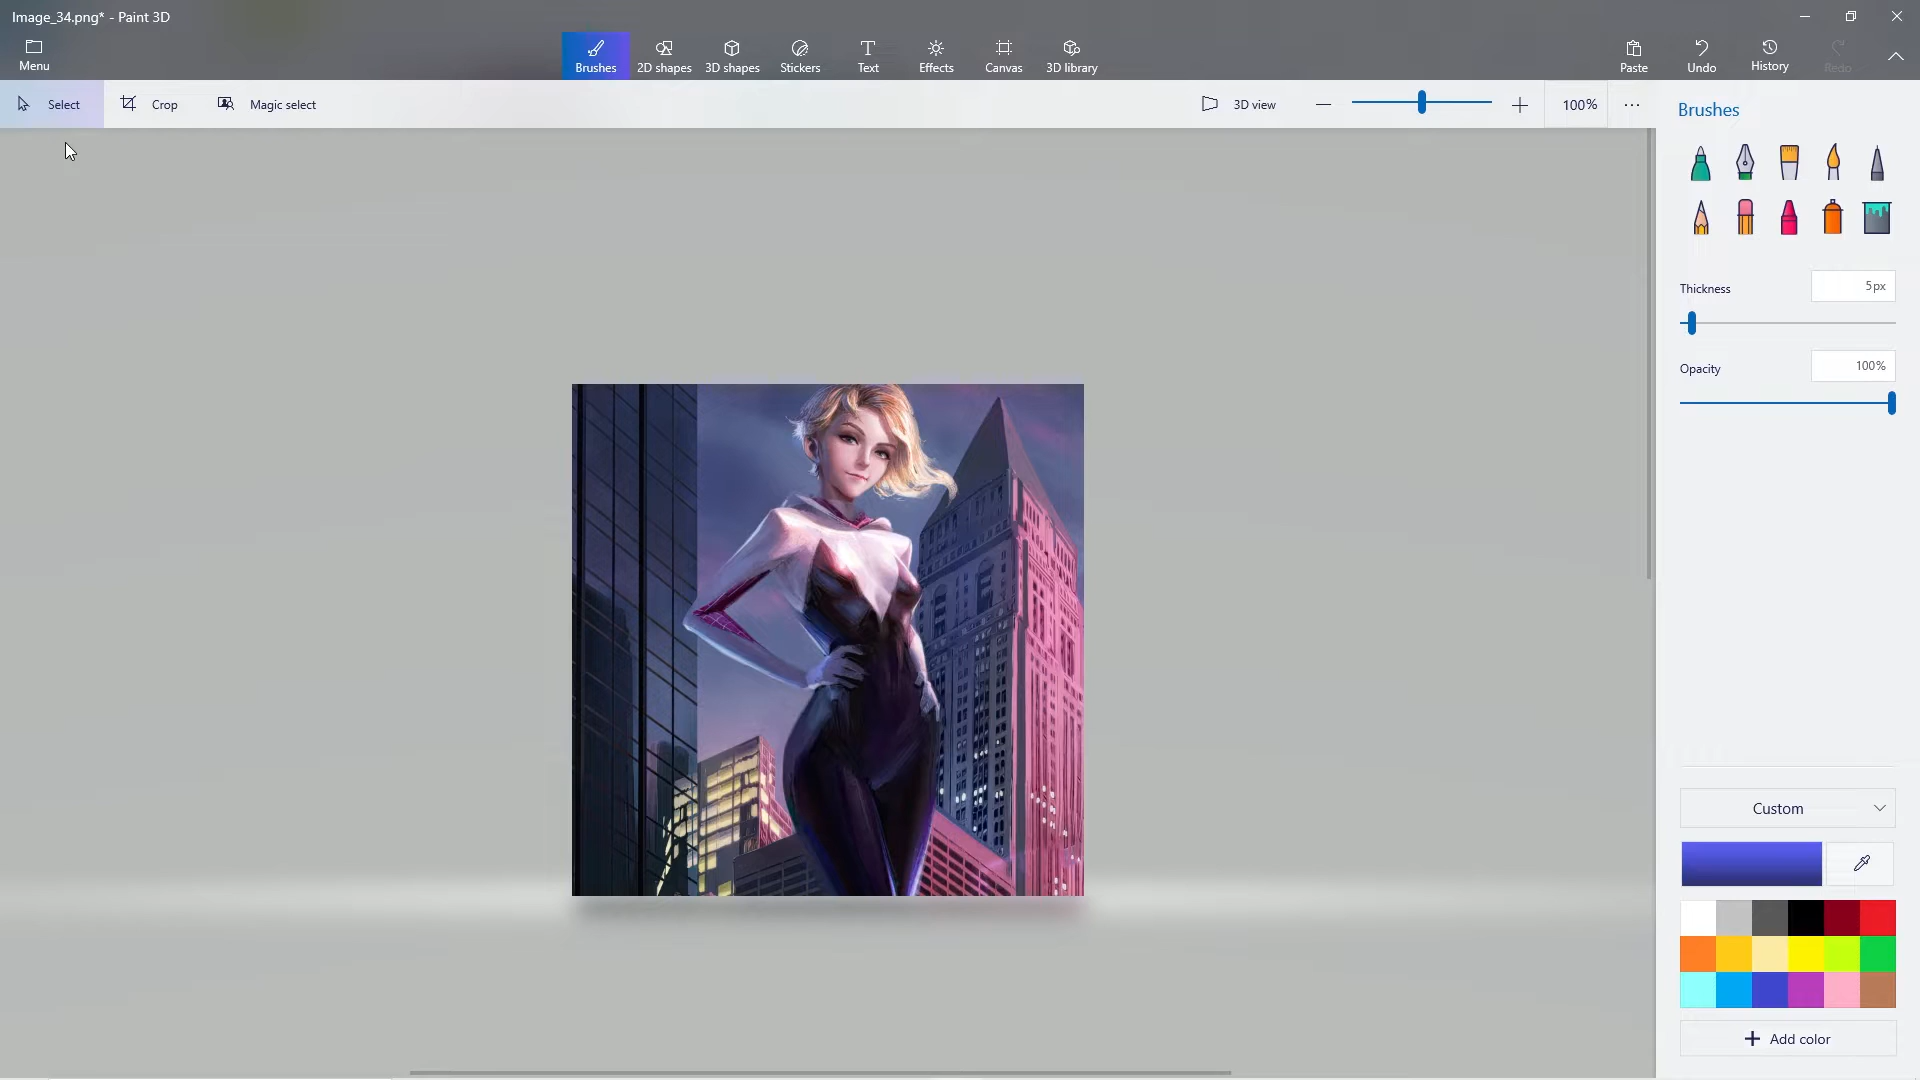 Image_34.png* - Paint 3D
Menu
Brushes
2D shapes
3D shapes
Stickers
Text
Effects
Canvas
3D library
Paste
Undo
History
Redo
Select
Crop
Magic select
3D view
100%
Brushes
Thickness
5px
Opacity
100%
Custom
Add color